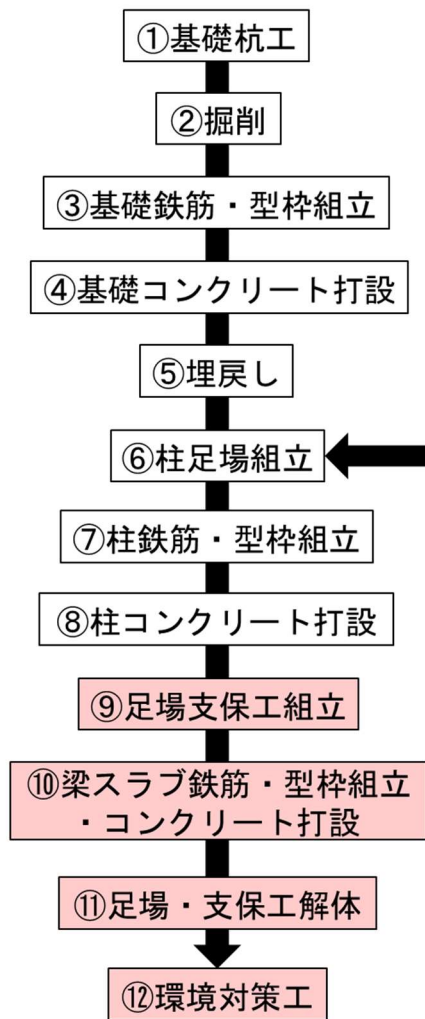 ①基礎杭工
②掘削
③基礎鉄筋・型枠組立
④基礎コンクリート打設
⑤埋戻し
⑥柱足場組立
⑦柱鉄筋・型枠組立
⑧柱コンクリート打設
⑨足場支保工組立
⑩梁スラブ鉄筋・型枠組立
・コンクリート打設
⑪足場・支保工解体
⑫環境対策工